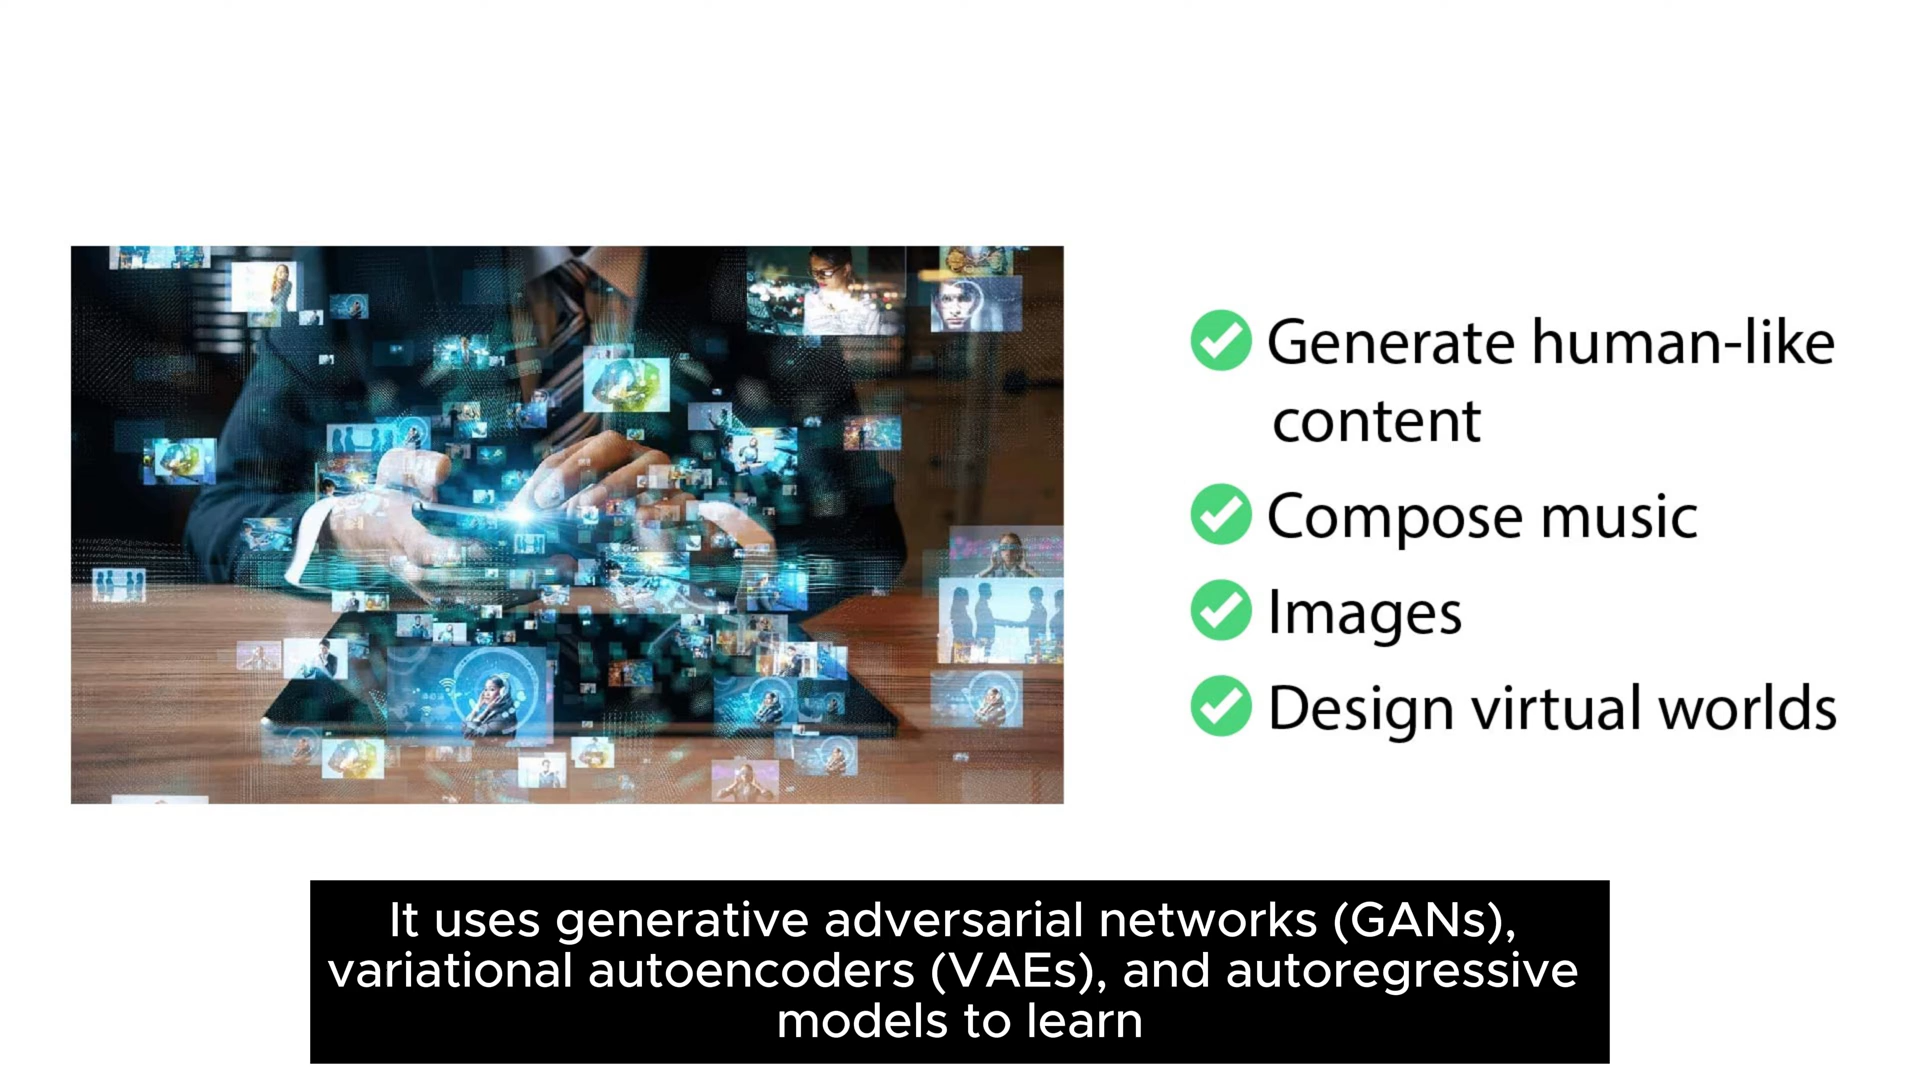 Generate human-like
content
Compose music
Images
Design virtual worlds
It uses generative adversarial networks (GANs),
variational autoencoders (VAEs), and autoregressive
models to learn